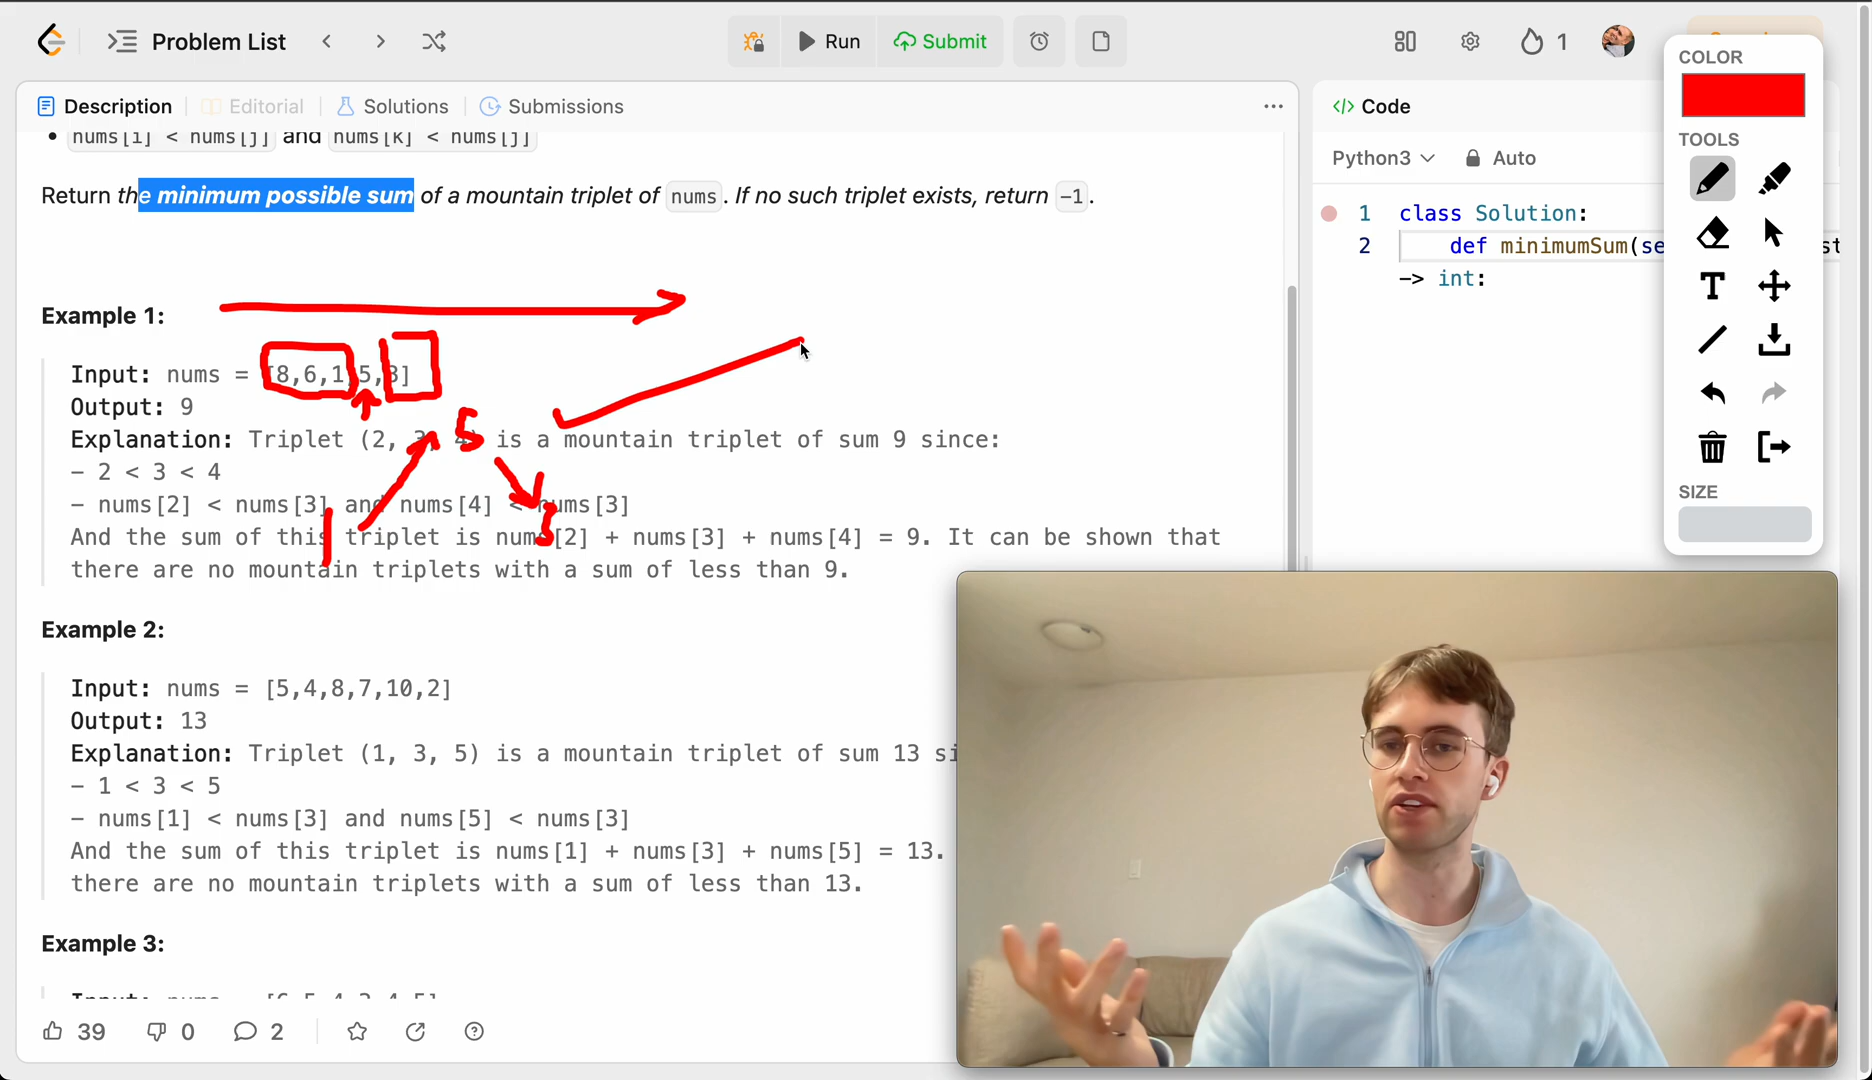 Problem List
Run
Submit
1
COLOR
TOOLS
T
SIZE
Description
Editorial
Solutions
Submissions
nums[i] < nums[j] and nums[k] < nums[j]
Return the minimum possible sum of a mountain triplet of nums. If no such triplet exists, return -1.
Example 1:
Input: nums = [8,6,1,5,3]
Output: 9
Explanation: Triplet (2, 3, 4) is a mountain triplet of sum 9 since:
5
- 2 < 3 < 4
- nums[2] < nums[3] and nums[4] < nums[3]
And the sum of this triplet is nums[2] + nums[3] + nums[4] = 9. It can be shown that
there are no mountain triplets with a sum of less than 9.
Example 2:
Input: nums = [5,4,8,7,10,2]
Output: 13
Explanation: Triplet (1, 3, 5) is a mountain triplet of sum 13 si
- 1 < 3 < 5
- nums[1] < nums[3] and nums[5] < nums[3]
And the sum of this triplet is nums[1] + nums[3] + nums[5] = 13.
there are no mountain triplets with a sum of less than 13.
Example 3:
39
0
2
</> Code
Python3
Auto
1 class Solution:
2 def minimumSum(se st
-> int: